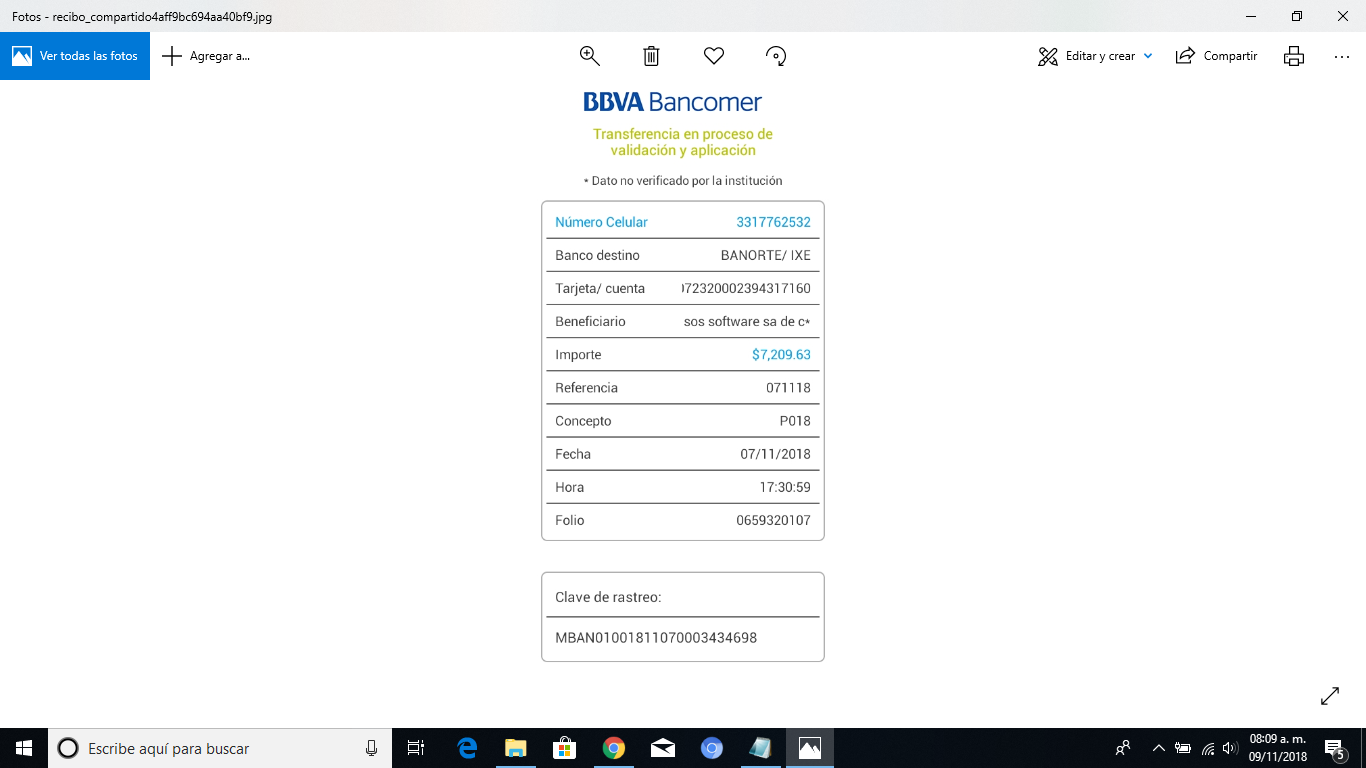 Fotos - recibo_compartido4aff9bc694aa40bf9.jpg
Ver todas las fotos
Agregar a...
Editar y crear
Compartir
BBVA Bancomer
Transferencia en proceso de
validación y aplicación
* Dato no verificado por la institución
Número Celular 3317762532
Banco destino BANORTE/ IXE
Tarjeta/ cuenta 072320002394317160
Beneficiario sos software sa de c*
Importe $7,209.63
Referencia 071118
Concepto P018
Fecha 07/11/2018
Hora 17:30:59
Folio 0659320107
Clave de rastreo:
MBAN01001811070003434698
Escribe aquí para buscar
08:09 a. m.
09/11/2018
5